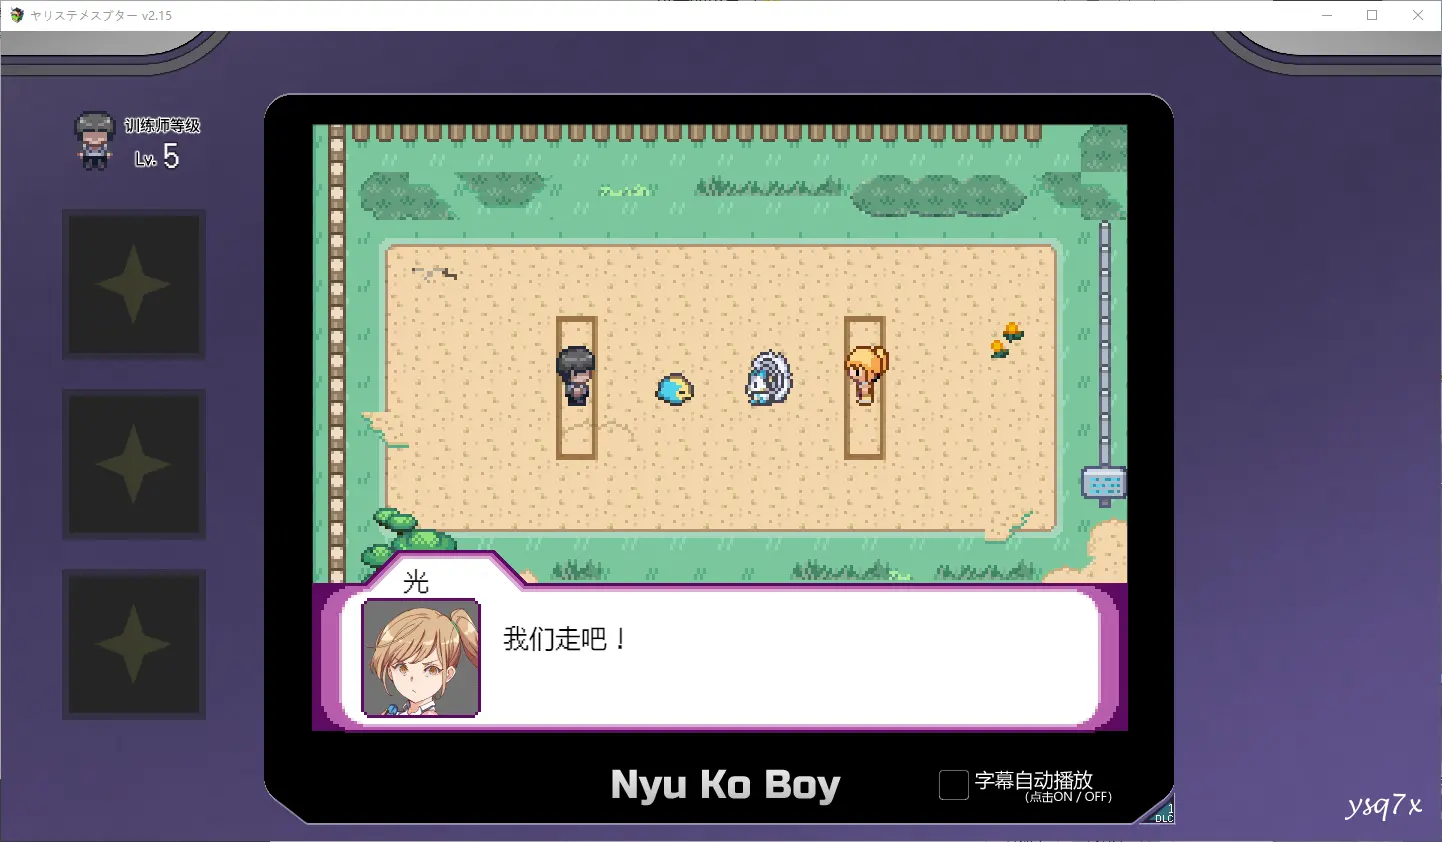 ヤリステメスブター v2.15
训练师等级
Lv. 5
光
我们走吧！
Nyu Ko Boy
字幕自动播放
(点击ON / OFF)
1
DLC
ysq7x